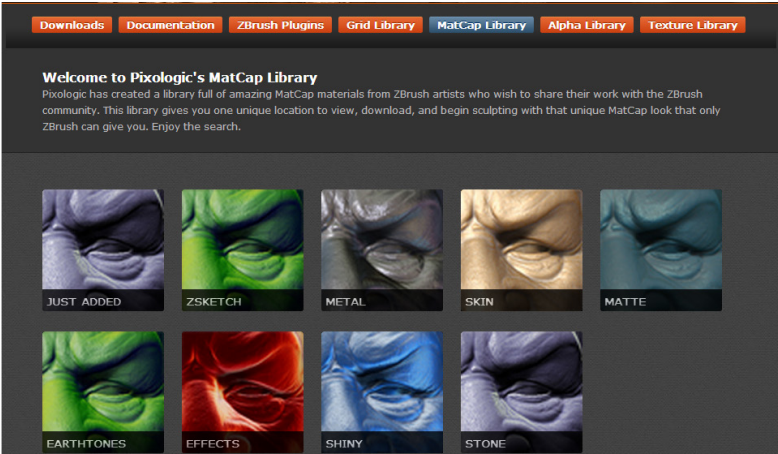 Downloads Documentation ZBrush Plugins Grid Library MatCap Library Alpha Library Texture Library
Welcome to Pixologic's MatCap Library
Pixologic has created a library full of amazing MatCap materials from ZBrush artists who wish to share their work with the ZBrush
community. This library gives you one unique location to view, download, and begin sculpting with that unique MatCap look that only
ZBrush can give you. Enjoy the search.
JUST ADDED ZSKETCH METAL SKIN MATTE
EARTHTONES EFFECTS SHINY STONE